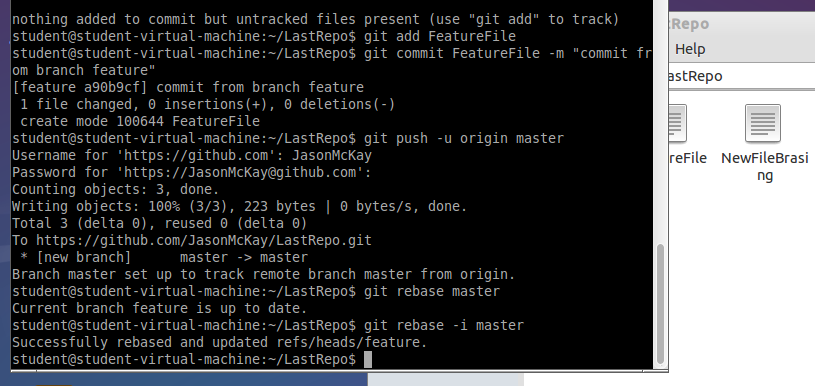 nothing added to commit but untracked files present (use "git add" to track)
student@student-virtual-machine:~/LastRepo$ git add FeatureFile
student@student-virtual-machine:~/LastRepo$ git commit FeatureFile -m "commit fr
om branch feature"
[feature a90b9cf] commit from branch feature
 1 file changed, 0 insertions(+), 0 deletions(-)
 create mode 100644 FeatureFile
student@student-virtual-machine:~/LastRepo$ git push -u origin master
Username for 'https://github.com': JasonMcKay
Password for 'https://JasonMcKay@github.com':
Counting objects: 3, done.
Writing objects: 100% (3/3), 223 bytes | 0 bytes/s, done.
Total 3 (delta 0), reused 0 (delta 0)
To https://github.com/JasonMcKay/LastRepo.git
 * [new branch]      master -> master
Branch master set up to track remote branch master from origin.
student@student-virtual-machine:~/LastRepo$ git rebase master
Current branch feature is up to date.
student@student-virtual-machine:~/LastRepo$ git rebase -i master
Successfully rebased and updated refs/heads/feature.
student@student-virtual-machine:~/LastRepo$
tRepo
Help
astRepo
reFile
NewFileBrasi
ng